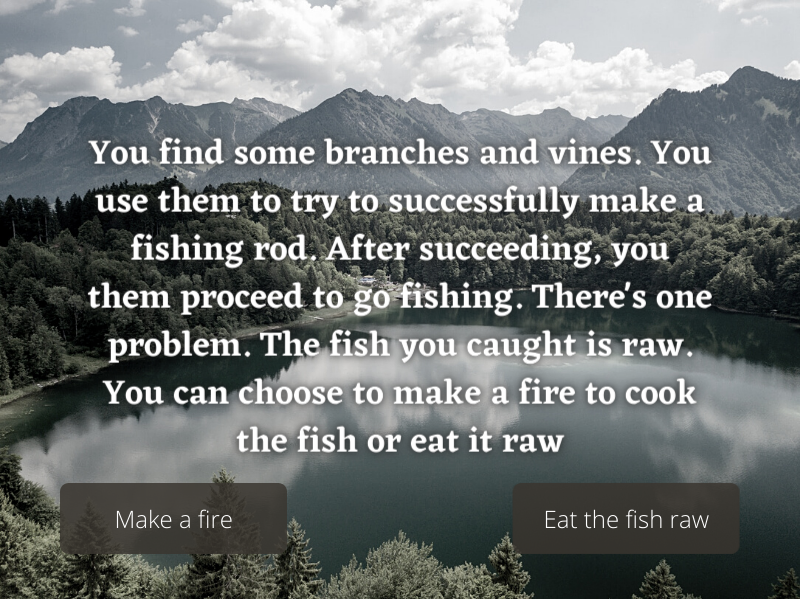 You find some branches and vines. You
use them to try to successfully make a
fishing rod. After succeeding, you
them proceed to go fishing. There's one
problem. The fish you caught is raw.
You can choose to make a fire to cook
the fish or eat it raw
Make a fire
Eat the fish raw